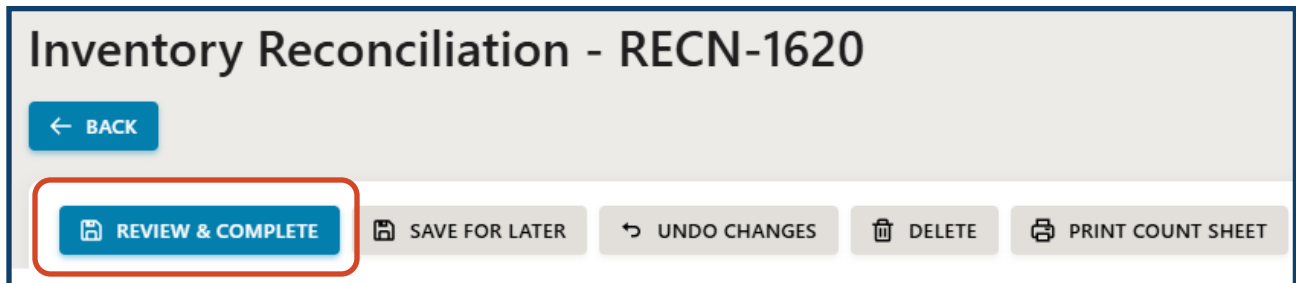 Inventory Reconciliation - RECN-1620
BACK
REVIEW & COMPLETE SAVE FOR LATER UNDO CHANGES DELETE PRINT COUNT SHEET